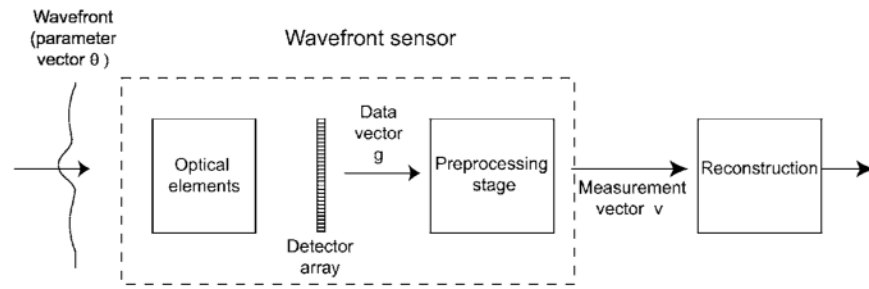 Wavefront
(parameter
vector θ )
Wavefront sensor
Optical
elements
Detector
array
Data
vector
g
Preprocessing
stage
Measurement
vector v
Reconstruction